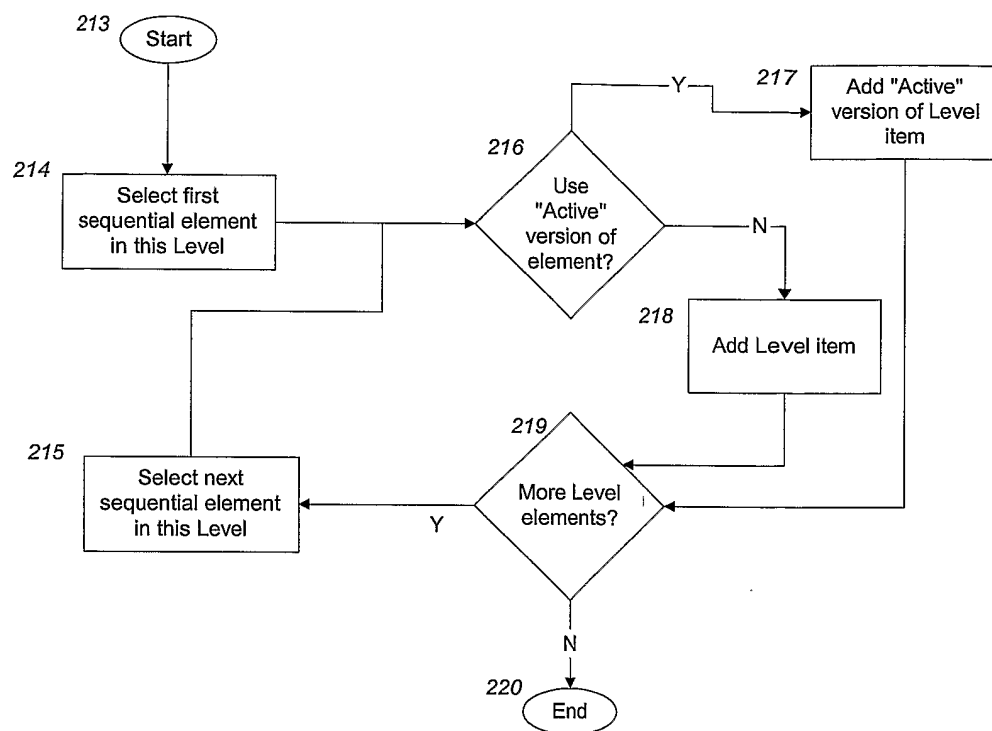 213
Start
214
Select first
sequential element
in this Level
216
Use
"Active"
version of
element?
Y
217
Add "Active"
version of Level
item
N
218
Add Level item
219
More Level
elements?
Y
215
Select next
sequential element
in this Level
N
220
End